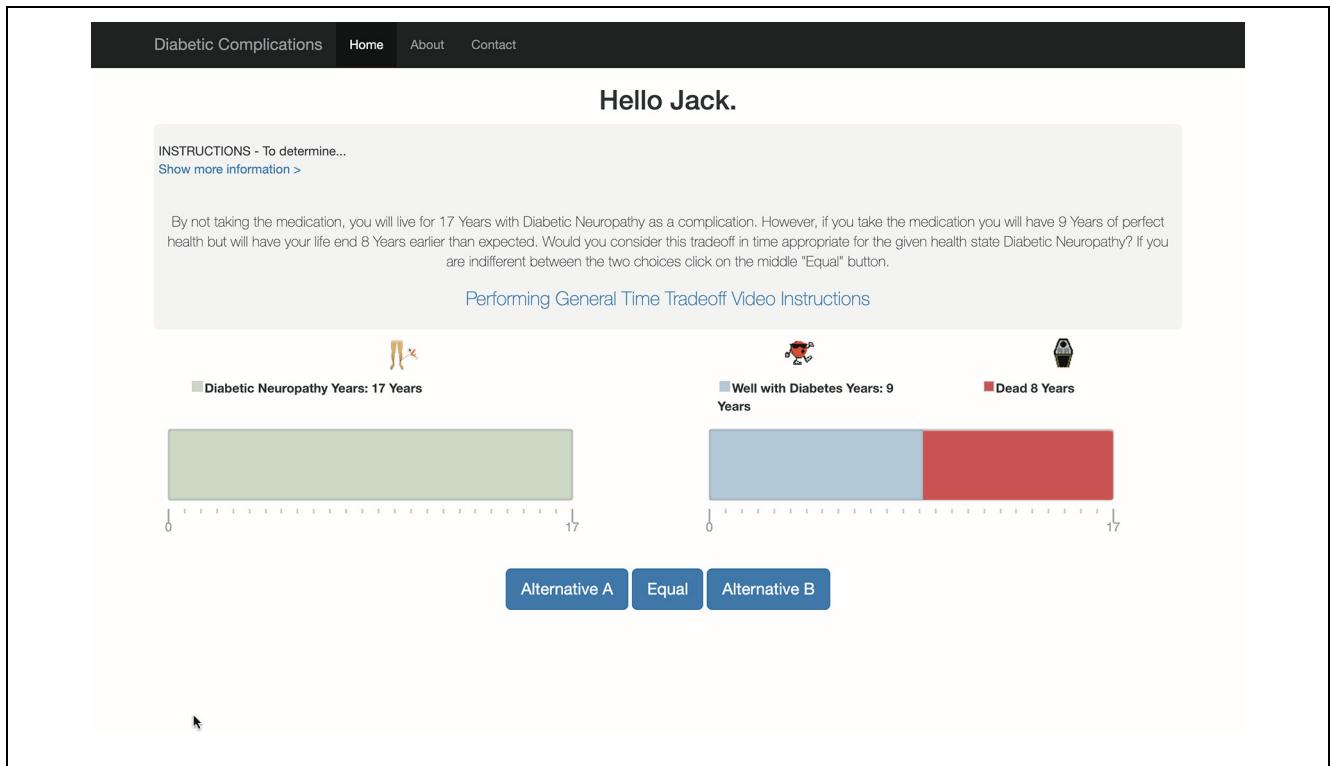 Diabetic Complications Home About Contact
Hello Jack.
INSTRUCTIONS - To determine...
Show more information >
By not taking the medication, you will live for 17 Years with Diabetic Neuropathy as a complication. However, if you take the medication you will have 9 Years of perfect
health but will have your life end 8 Years earlier than expected. Would you consider this tradeoff in time appropriate for the given health state Diabetic Neuropathy? If you
are indifferent between the two choices click on the middle "Equal" button.
Performing General Time Tradeoff Video Instructions
Diabetic Neuropathy Years: 17 Years
Well with Diabetes Years: 9
Years
Dead 8 Years
0 17
0 17
Alternative A Equal Alternative B